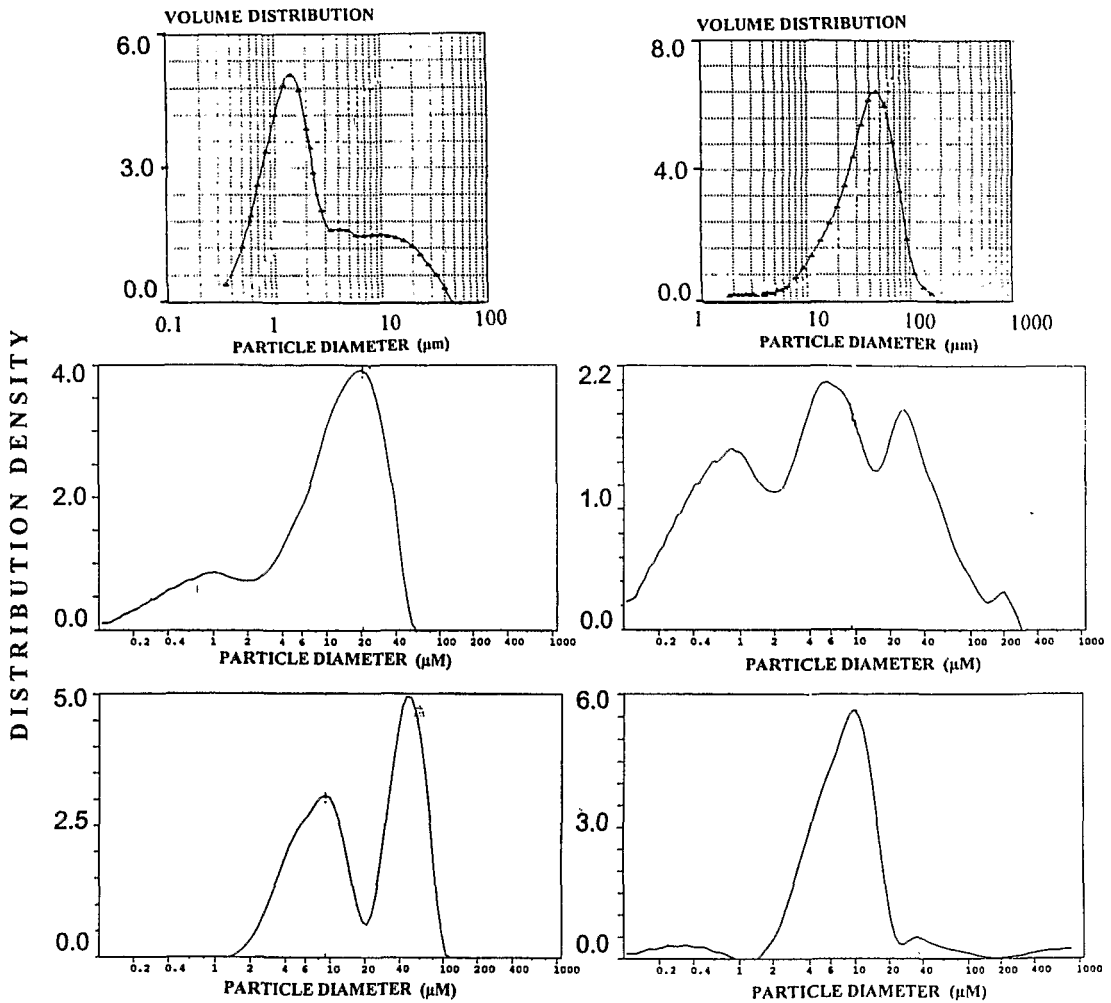 VOLUME DISTRIBUTION
6.0
3.0
0.0
0.1 1 10 100
PARTICLE DIAMETER (µm)
VOLUME DISTRIBUTION
8.0
4.0
0.0
1 10 100 1000
PARTICLE DIAMETER (µm)
DISTRIBUTION DENSITY
4.0
2.0
0.0
0.2 0.4 1 2 4 6 10 20 40 100 200 400 1000
PARTICLE DIAMETER (µM)
2.2
1.0
0.0
0.2 0.4 1 2 4 6 10 20 40 100 200 400 1000
PARTICLE DIAMETER (µM)
5.0
2.5
0.0
0.2 0.4 1 2 4 6 10 20 40 100 200 400 1000
PARTICLE DIAMETER (µM)
6.0
3.0
0.0
0.2 0.4 1 2 4 6 10 20 40 100 200 400 1000
PARTICLE DIAMETER (µM)